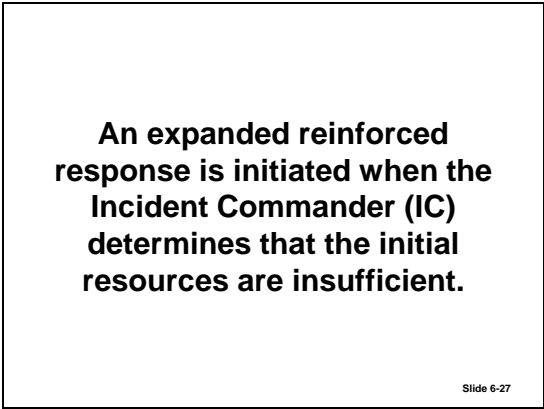 An expanded reinforced
response is initiated when the
Incident Commander (IC)
determines that the initial
resources are insufficient.
Slide 6-27